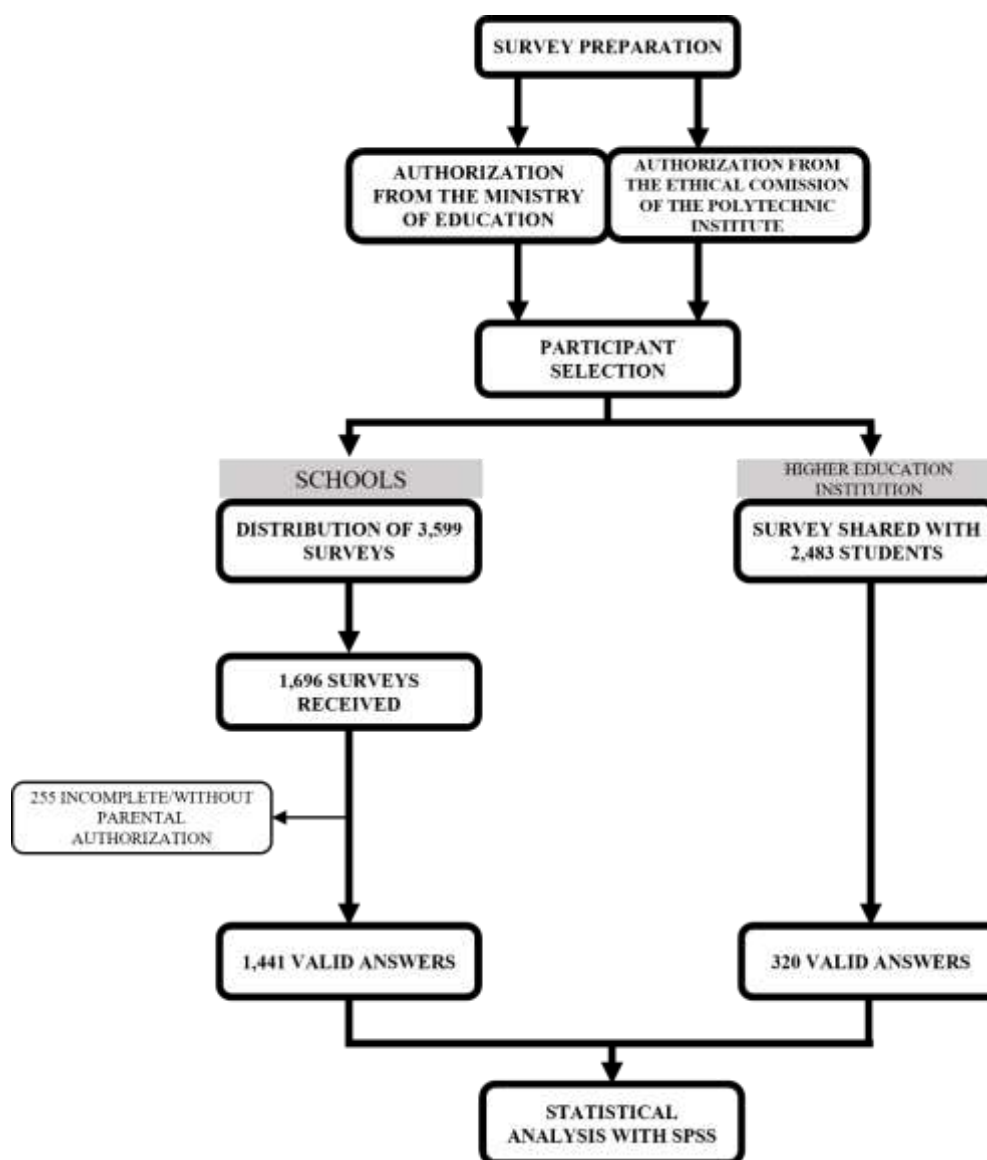 SURVEY PREPARATION
AUTHORIZATION
FROM THE MINISTRY
OF EDUCATION
AUTHORIZATION FROM
THE ETHICAL COMISSION
OF THE POLYTECHNIC
INSTITUTE
PARTICIPANT
SELECTION
SCHOOLS
HIGHER EDUCATION
INSTITUTION
DISTRIBUTION OF 3,599
SURVEYS
SURVEY SHARED WITH
2,483 STUDENTS
1,696 SURVEYS
RECEIVED
255 INCOMPLETE/WITHOUT
PARENTAL
AUTHORIZATION
1,441 VALID ANSWERS
320 VALID ANSWERS
STATISTICAL
ANALYSIS WITH SPSS